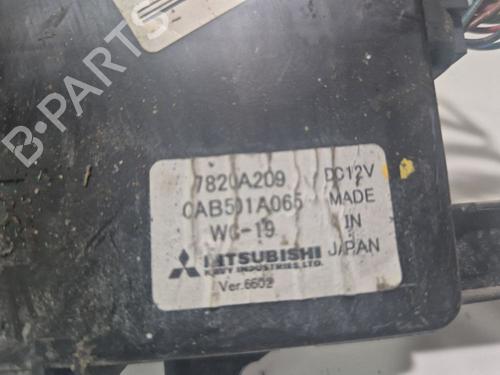 B-PARTS
7820A209
CAB501A065
WC-19
MITSUBISHI
HEAVY INDUSTRIES, LTD.
Ver.6602
DC12V
MADE
IN
JAPAN